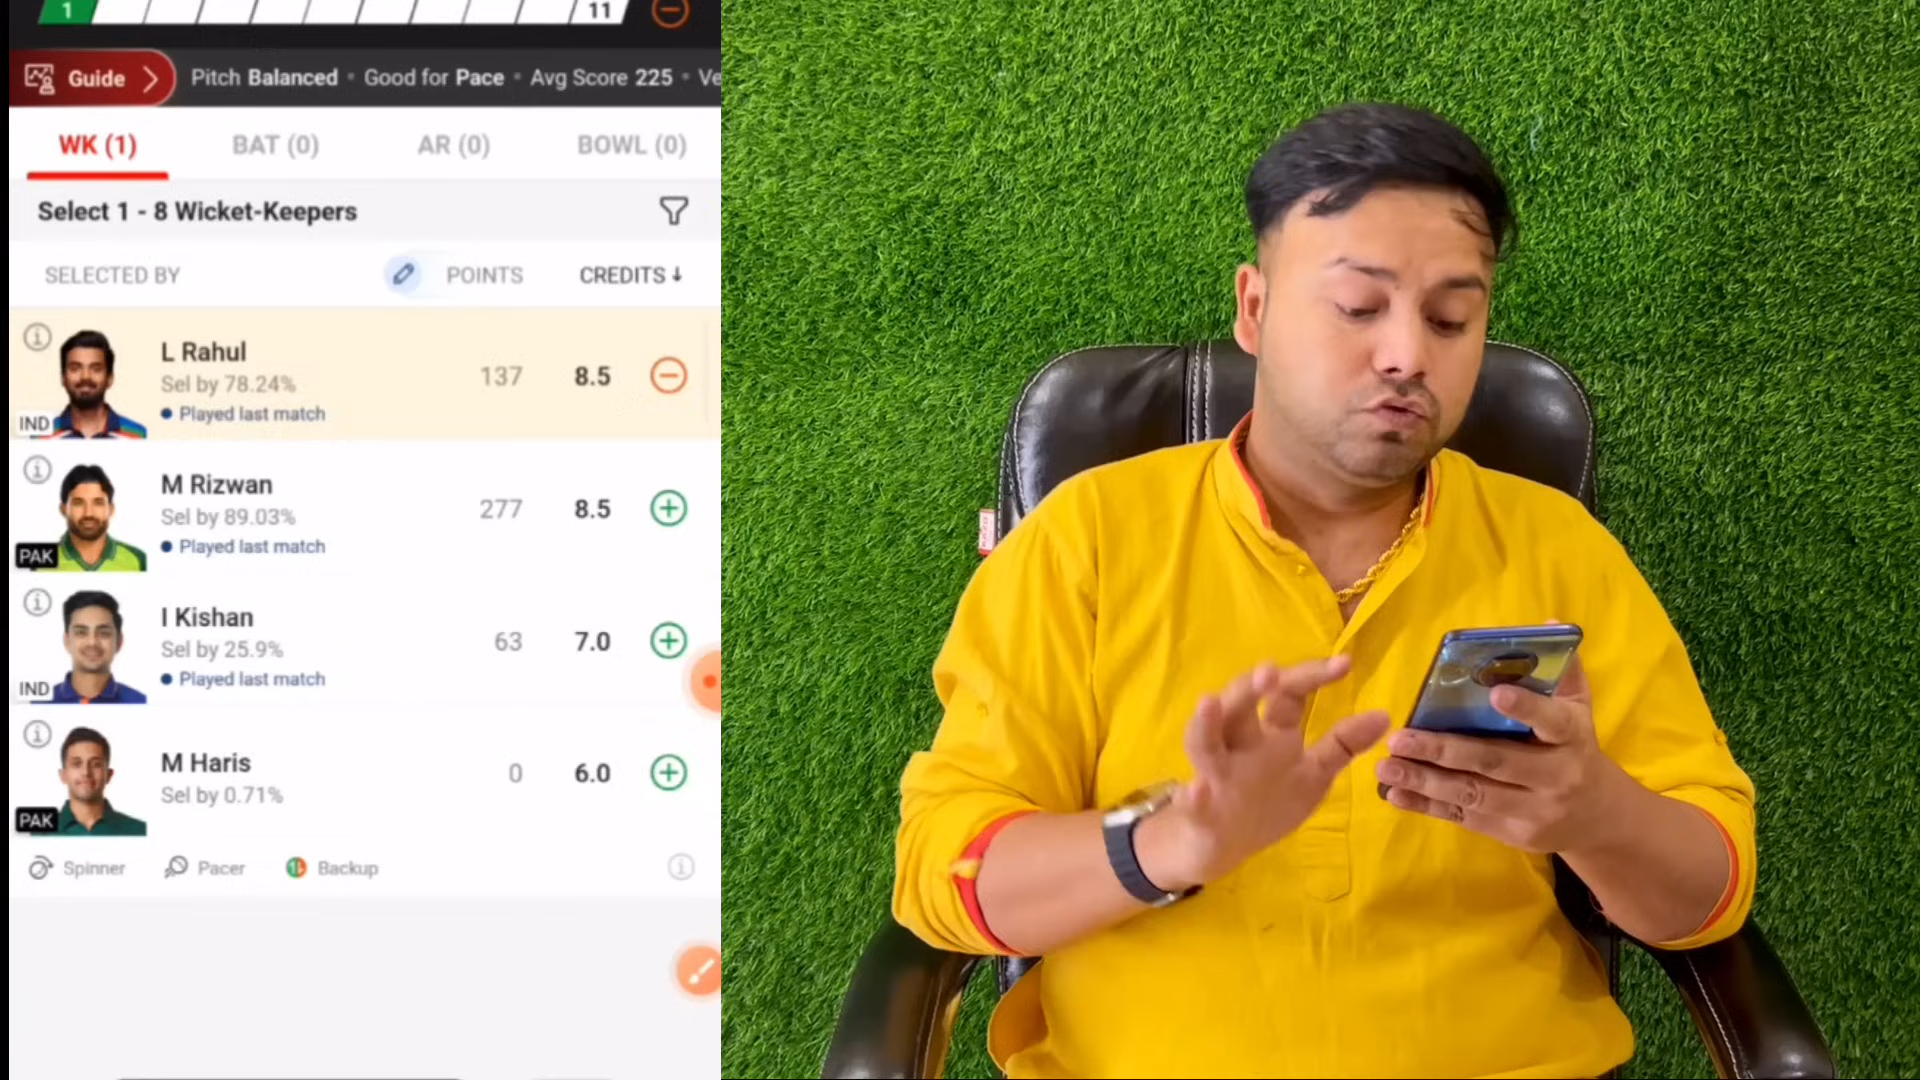 1 11
Guide Pitch Balanced • Good for Pace • Avg Score 225 • Ve
WK (1) BAT (0) AR (0) BOWL (0)
Select 1 - 8 Wicket-Keepers
SELECTED BY POINTS CREDITS ↓
L Rahul
Sel by 78.24%
Played last match
IND
137 8.5
M Rizwan
Sel by 89.03%
Played last match
PAK
277 8.5
I Kishan
Sel by 25.9%
Played last match
IND
63 7.0
M Haris
Sel by 0.71%
PAK
0 6.0
Spinner Pacer Backup